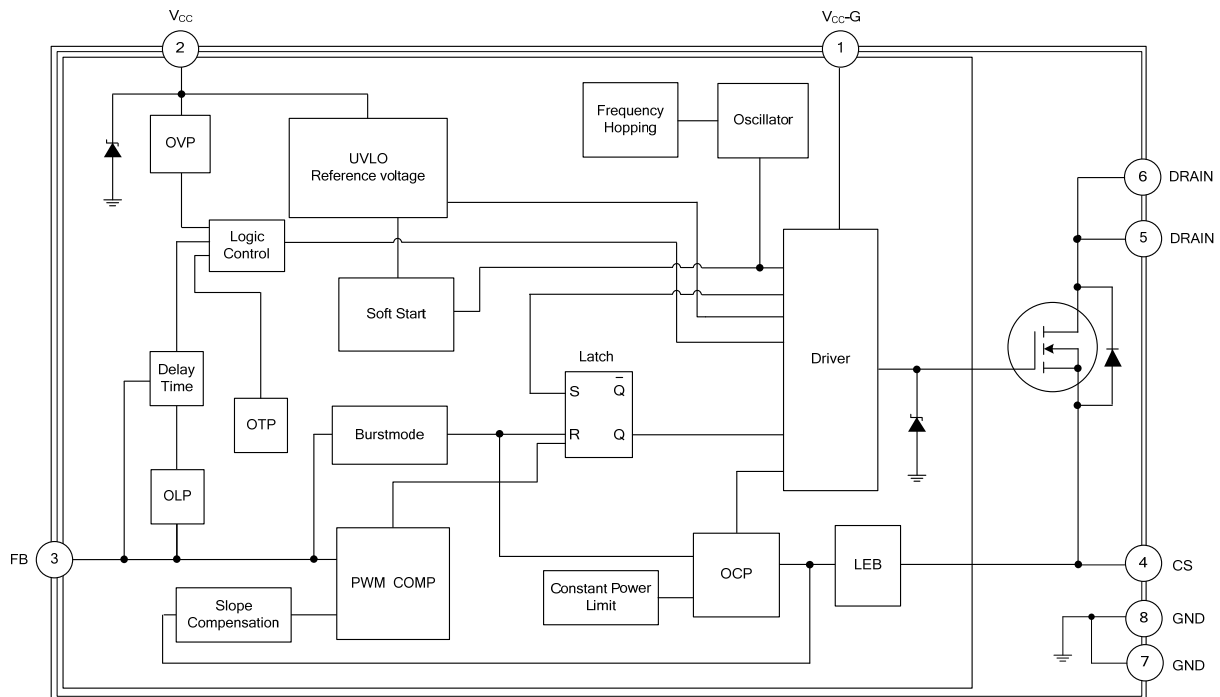 VCC
VCC-G
2
1
Frequency
Hopping
Oscillator
OVP
UVLO
Reference voltage
6
DRAIN
5
DRAIN
Logic
Control
Soft Start
Driver
Latch
Delay
Time
S
Q̅
OTP
Burstmode
R
Q
OLP
FB
3
PWM COMP
OCP
LEB
4
CS
Constant Power
Limit
Slope
Compensation
8
GND
7
GND